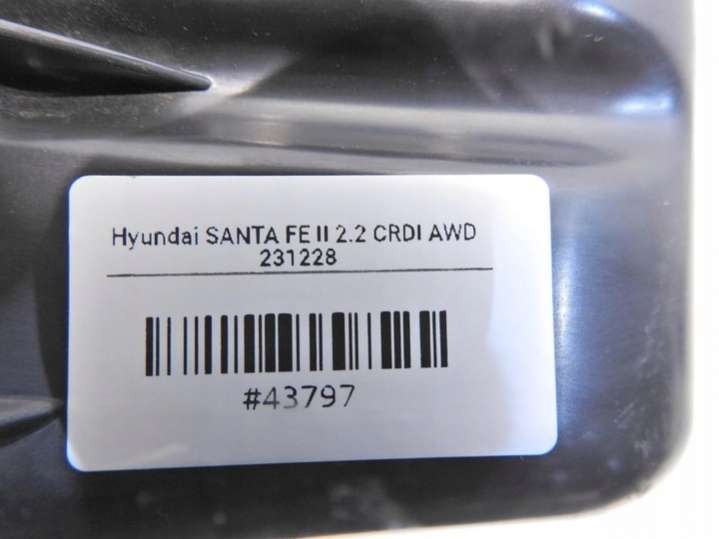 Hyundai SANTA FE II 2.2 CRDI AWD
231228
#43797